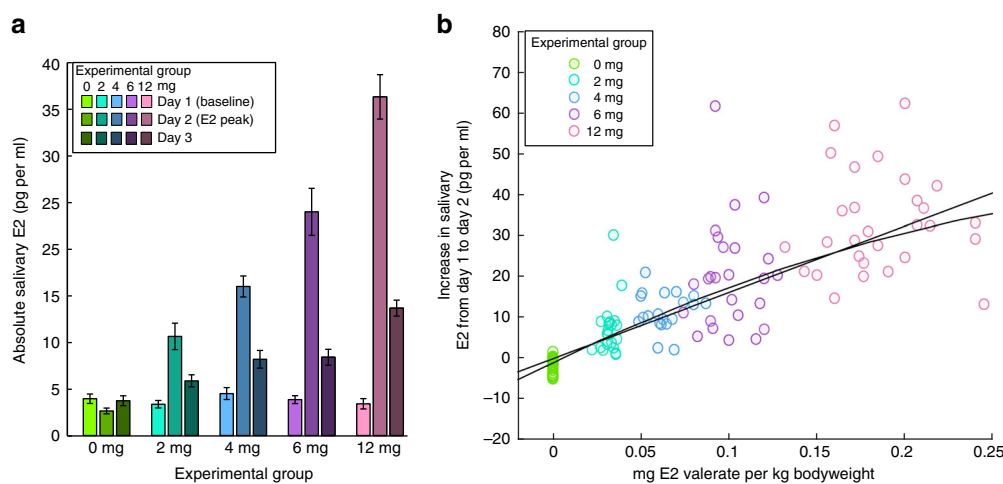 a
Absolute salivary E2 (pg per ml)
40
35
30
25
15
10
5
0
Experimental group
0 2 4 6 12 mg
Day 1 (baseline)
Day 2 (E2 peak)
Day 3
0 mg 2 mg 4 mg 6 mg 12 mg
Experimental group
b
Increase in salivary
E2 from day 1 to day 2 (pg per ml)
80
70
60
50
40
30
20
10
0
−10
−20
Experimental group
0 mg
2 mg
4 mg
6 mg
12 mg
0 0.05 0.1 0.15 0.2 0.25
mg E2 valerate per kg bodyweight